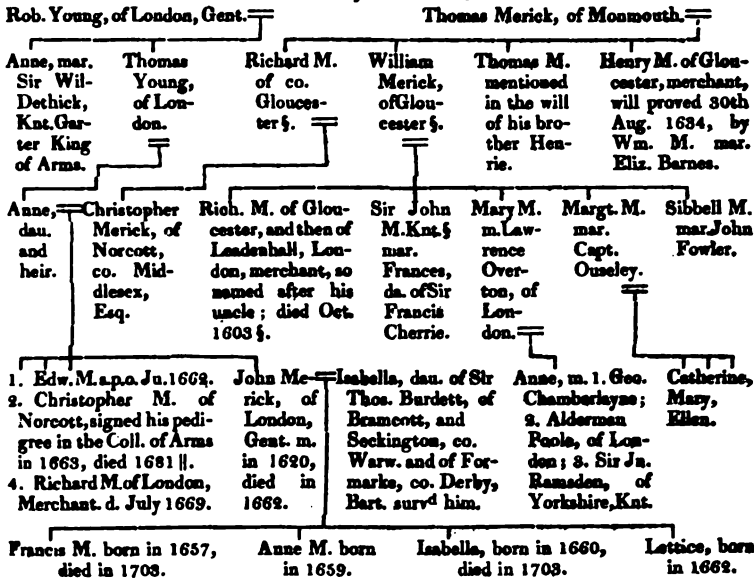 Rob. Young, of London, Gent.
Thomas Merick, of Monmouth.
Anne, mar.
Sir Wil-
Dethick,
Knt. Gar-
ter King
of Arms.
Thomas
Young,
of Lon-
don.
Richard M.
of co.
Glouces-
ter §.
William
Merick,
of Glou-
cester §.
Thomas M.
mentioned
in the will
of his bro-
ther Hen-
rie.
Henry M. of Glou-
cester, merchant,
will proved 30th
Aug. 1634, by
Wm. M. mar.
Eliz. Barnes.
Anne,
dau.
and
heir.
Christopher
Merick, of
Norcott,
co. Mid-
dlesex,
Esq.
Rich. M. of Glou-
cester, and then of
Leadenhall, Lon-
don, merchant, so
named after his
uncle; died Oct.
1603 §.
Sir John
M. Knt. §
mar.
Frances,
da. of Sir
Francis
Cherrie.
Mary M.
m. Law-
rence
Over-
ton, of
Lon-
don.
Margt. M.
mar.
Capt.
Ouseley.
Sibbell M.
mar. John
Fowler.
1. Edw. M. s.p. o. Ju. 1662.
2. Christopher M. of
Norcott, signed his pedi-
gree in the Coll. of Arms
in 1663, died 1681 ||.
4. Richard M. of London,
Merchant. d. July 1669.
John Me-
rick, of
London,
Gent. m.
in 1620,
died in
1662.
Isabella, dau. of Sir
Thos. Burdett, of
Bramcott, and
Seckington, co.
Warw. and of For-
marks, co. Derby,
Bart. survd him.
Anne, m. 1. Geo.
Chamberlayne;
2. Alderman
Poole, of Lon-
don; 3. Sir Jn.
Ramsden, of
Yorkshire, Knt.
Catherine,
Mary,
Ellen.
Francis M. born in 1657,
died in 1703.
Anne M. born
in 1659.
Isabella, born in 1660,
died in 1703.
Lettice, born
in 1662.